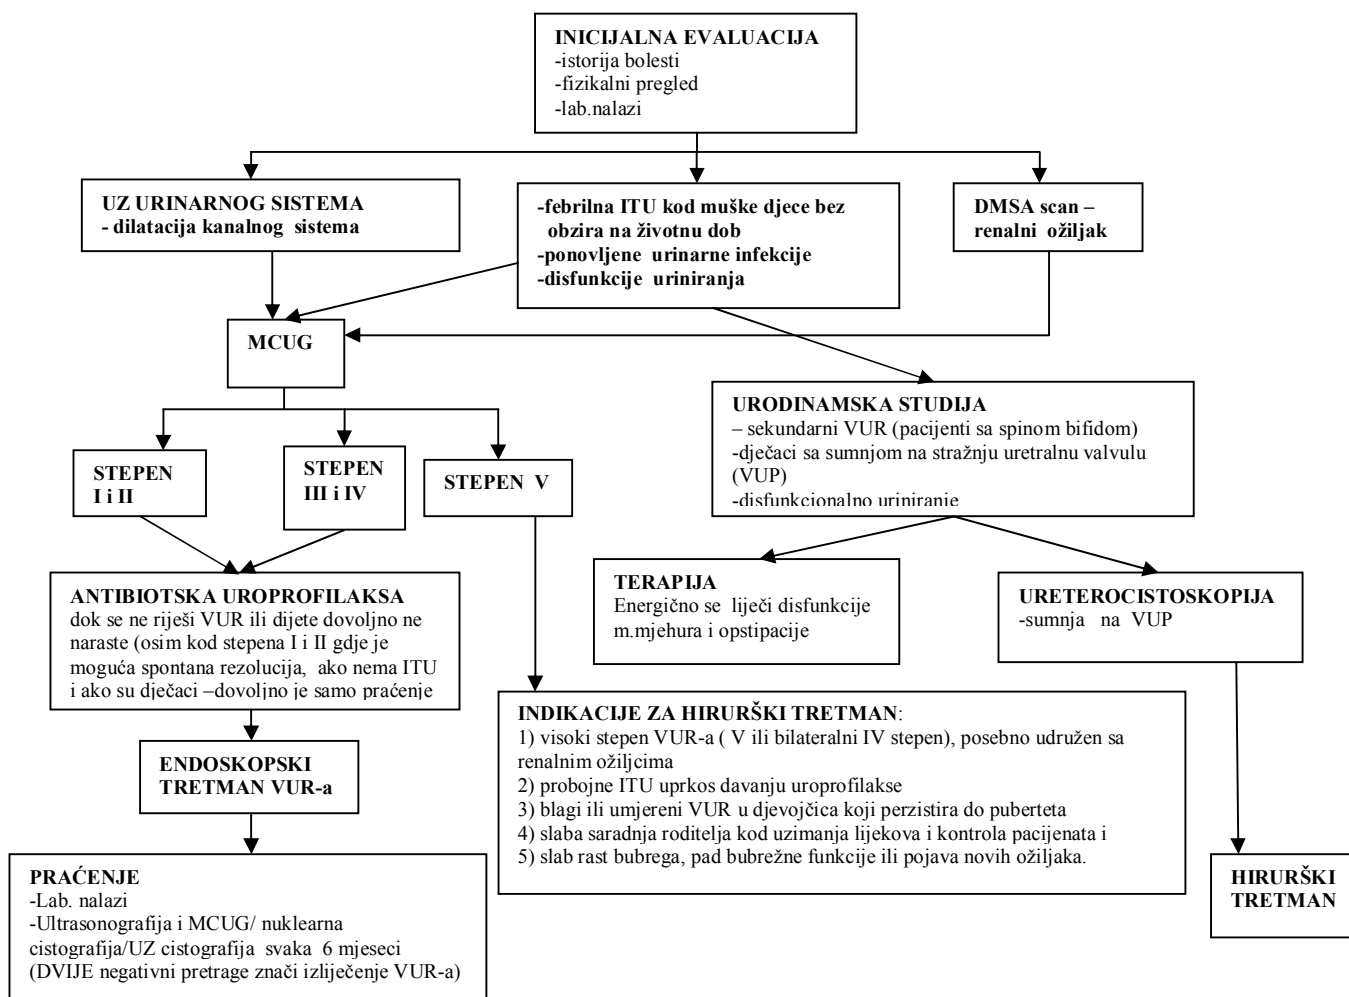 INICIJALNA EVALUACIJA
-istorija bolesti
-fizikalni pregled
-lab.nalazi
UZ URINARNOG SISTEMA
- dilatacija kanalnog sistema
-febrilna ITU kod muške djece bez
obzira na životnu dob
-ponovljene urinarne infekcije
-disfunkcije uriniranja
DMSA scan –
renalni ožiljak
MCUG
URODINAMSKA STUDIJA
– sekundarni VUR (pacijenti sa spinom bifidom)
-dječaci sa sumnjom na stražnju uretralnu valvulu
(VUP)
-disfunkcionalno uriniranje
STEPEN
I i II
STEPEN
III i IV
STEPEN V
ANTIBIOTSKA UROPROFILAKSA
dok se ne riješi VUR ili dijete dovoljno ne
naraste (osim kod stepena I i II gdje je
moguća spontana rezolucija, ako nema ITU
i ako su dječaci –dovoljno je samo praćenje
TERAPIJA
Energično se liječi disfunkcije
m.mjehura i opstipacije
URETEROCISTOSKOPIJA
-sumnja na VUP
ENDOSKOPSKI
TRETMAN VUR-a
INDIKACIJE ZA HIRURŠKI TRETMAN:
1) visoki stepen VUR-a ( V ili bilateralni IV stepen), posebno udružen sa
renalnim ožiljcima
2) probojne ITU uprkos davanju uroprofilakse
3) blagi ili umjereni VUR u djevojčica koji perzistira do puberteta
4) slaba saradnja roditelja kod uzimanja lijekova i kontrola pacijenata i
5) slab rast bubrega, pad bubrežne funkcije ili pojava novih ožiljaka.
PRAĆENJE
-Lab. nalazi
-Ultrasonografija i MCUG/ nuklearna
cistografija/UZ cistografija svaka 6 mjeseci
(DVIJE negativni pretrage znači izliječenje VUR-a)
HIRURŠKI
TRETMAN